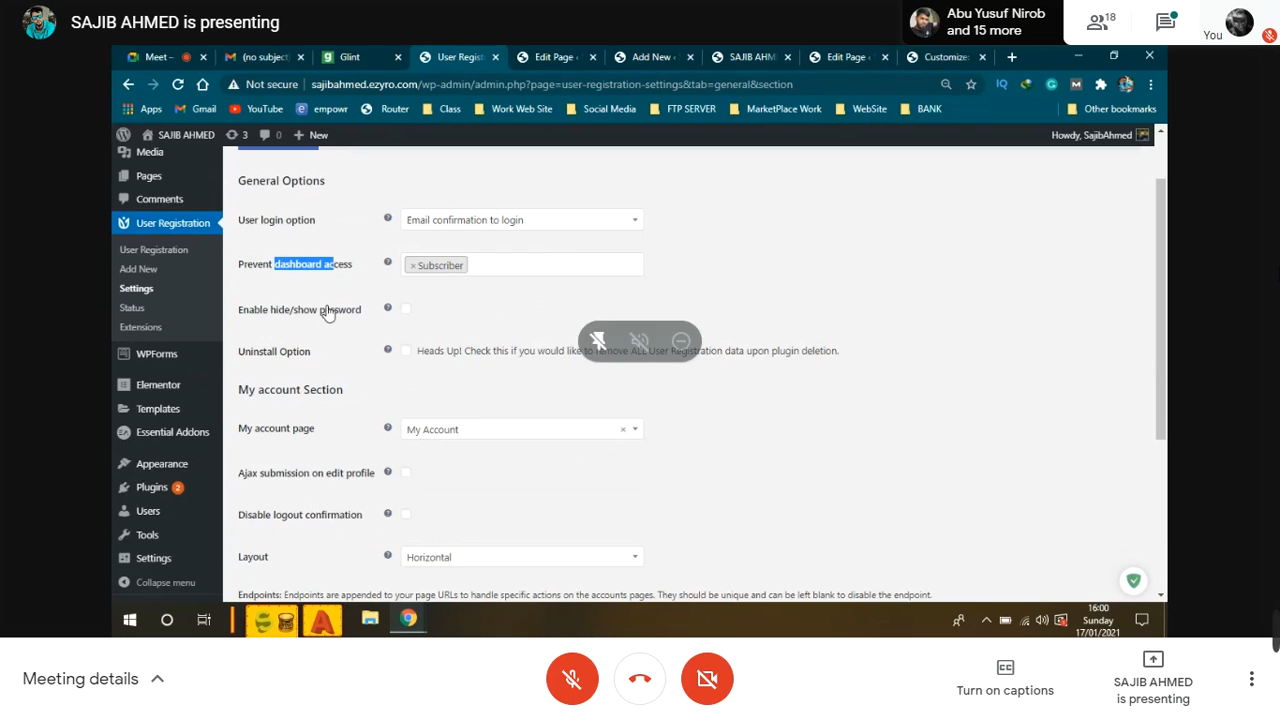 SAJIB AHMED is presenting
Abu Yusuf Nirob
and 15 more
18
You
Meet -
(no subject
Glint
User Regist
Edit Page
Add New
SAJIB AHM
Edit Page
Customize:
Not secure
sajibahmed.ezyro.com/wp-admin/admin.php?page=user-registration-settings&tab=general&section
IQ
M
Apps
Gmail
YouTube
empowr
Router
Class
Work Web Site
Social Media
FTP SERVER
MarketPlace Work
WebSite
BANK
Other bookmarks
SAJIB AHMED
3
0
New
Howdy, SajibAhmed
Media
Pages
Comments
User Registration
User Registration
Add New
Settings
Status
Extensions
WPForms
Elementor
Templates
Essential Addons
Appearance
Plugins 2
Users
Tools
Settings
Collapse menu
General Options
User login option
Email confirmation to login
Prevent dashboard access
× Subscriber
Enable hide/show password
Uninstall Option
Heads Up! Check this if you would like to remove ALL User Registration data upon plugin deletion.
My account Section
My account page
My Account ×
Ajax submission on edit profile
Disable logout confirmation
Layout
Horizontal
Endpoints: Endpoints are appended to your page URLs to handle specific actions on the accounts pages. They should be unique and can be left blank to disable the endpoint.
16:00
Sunday
17/01/2021
Meeting details
CC
Turn on captions
SAJIB AHMED
is presenting